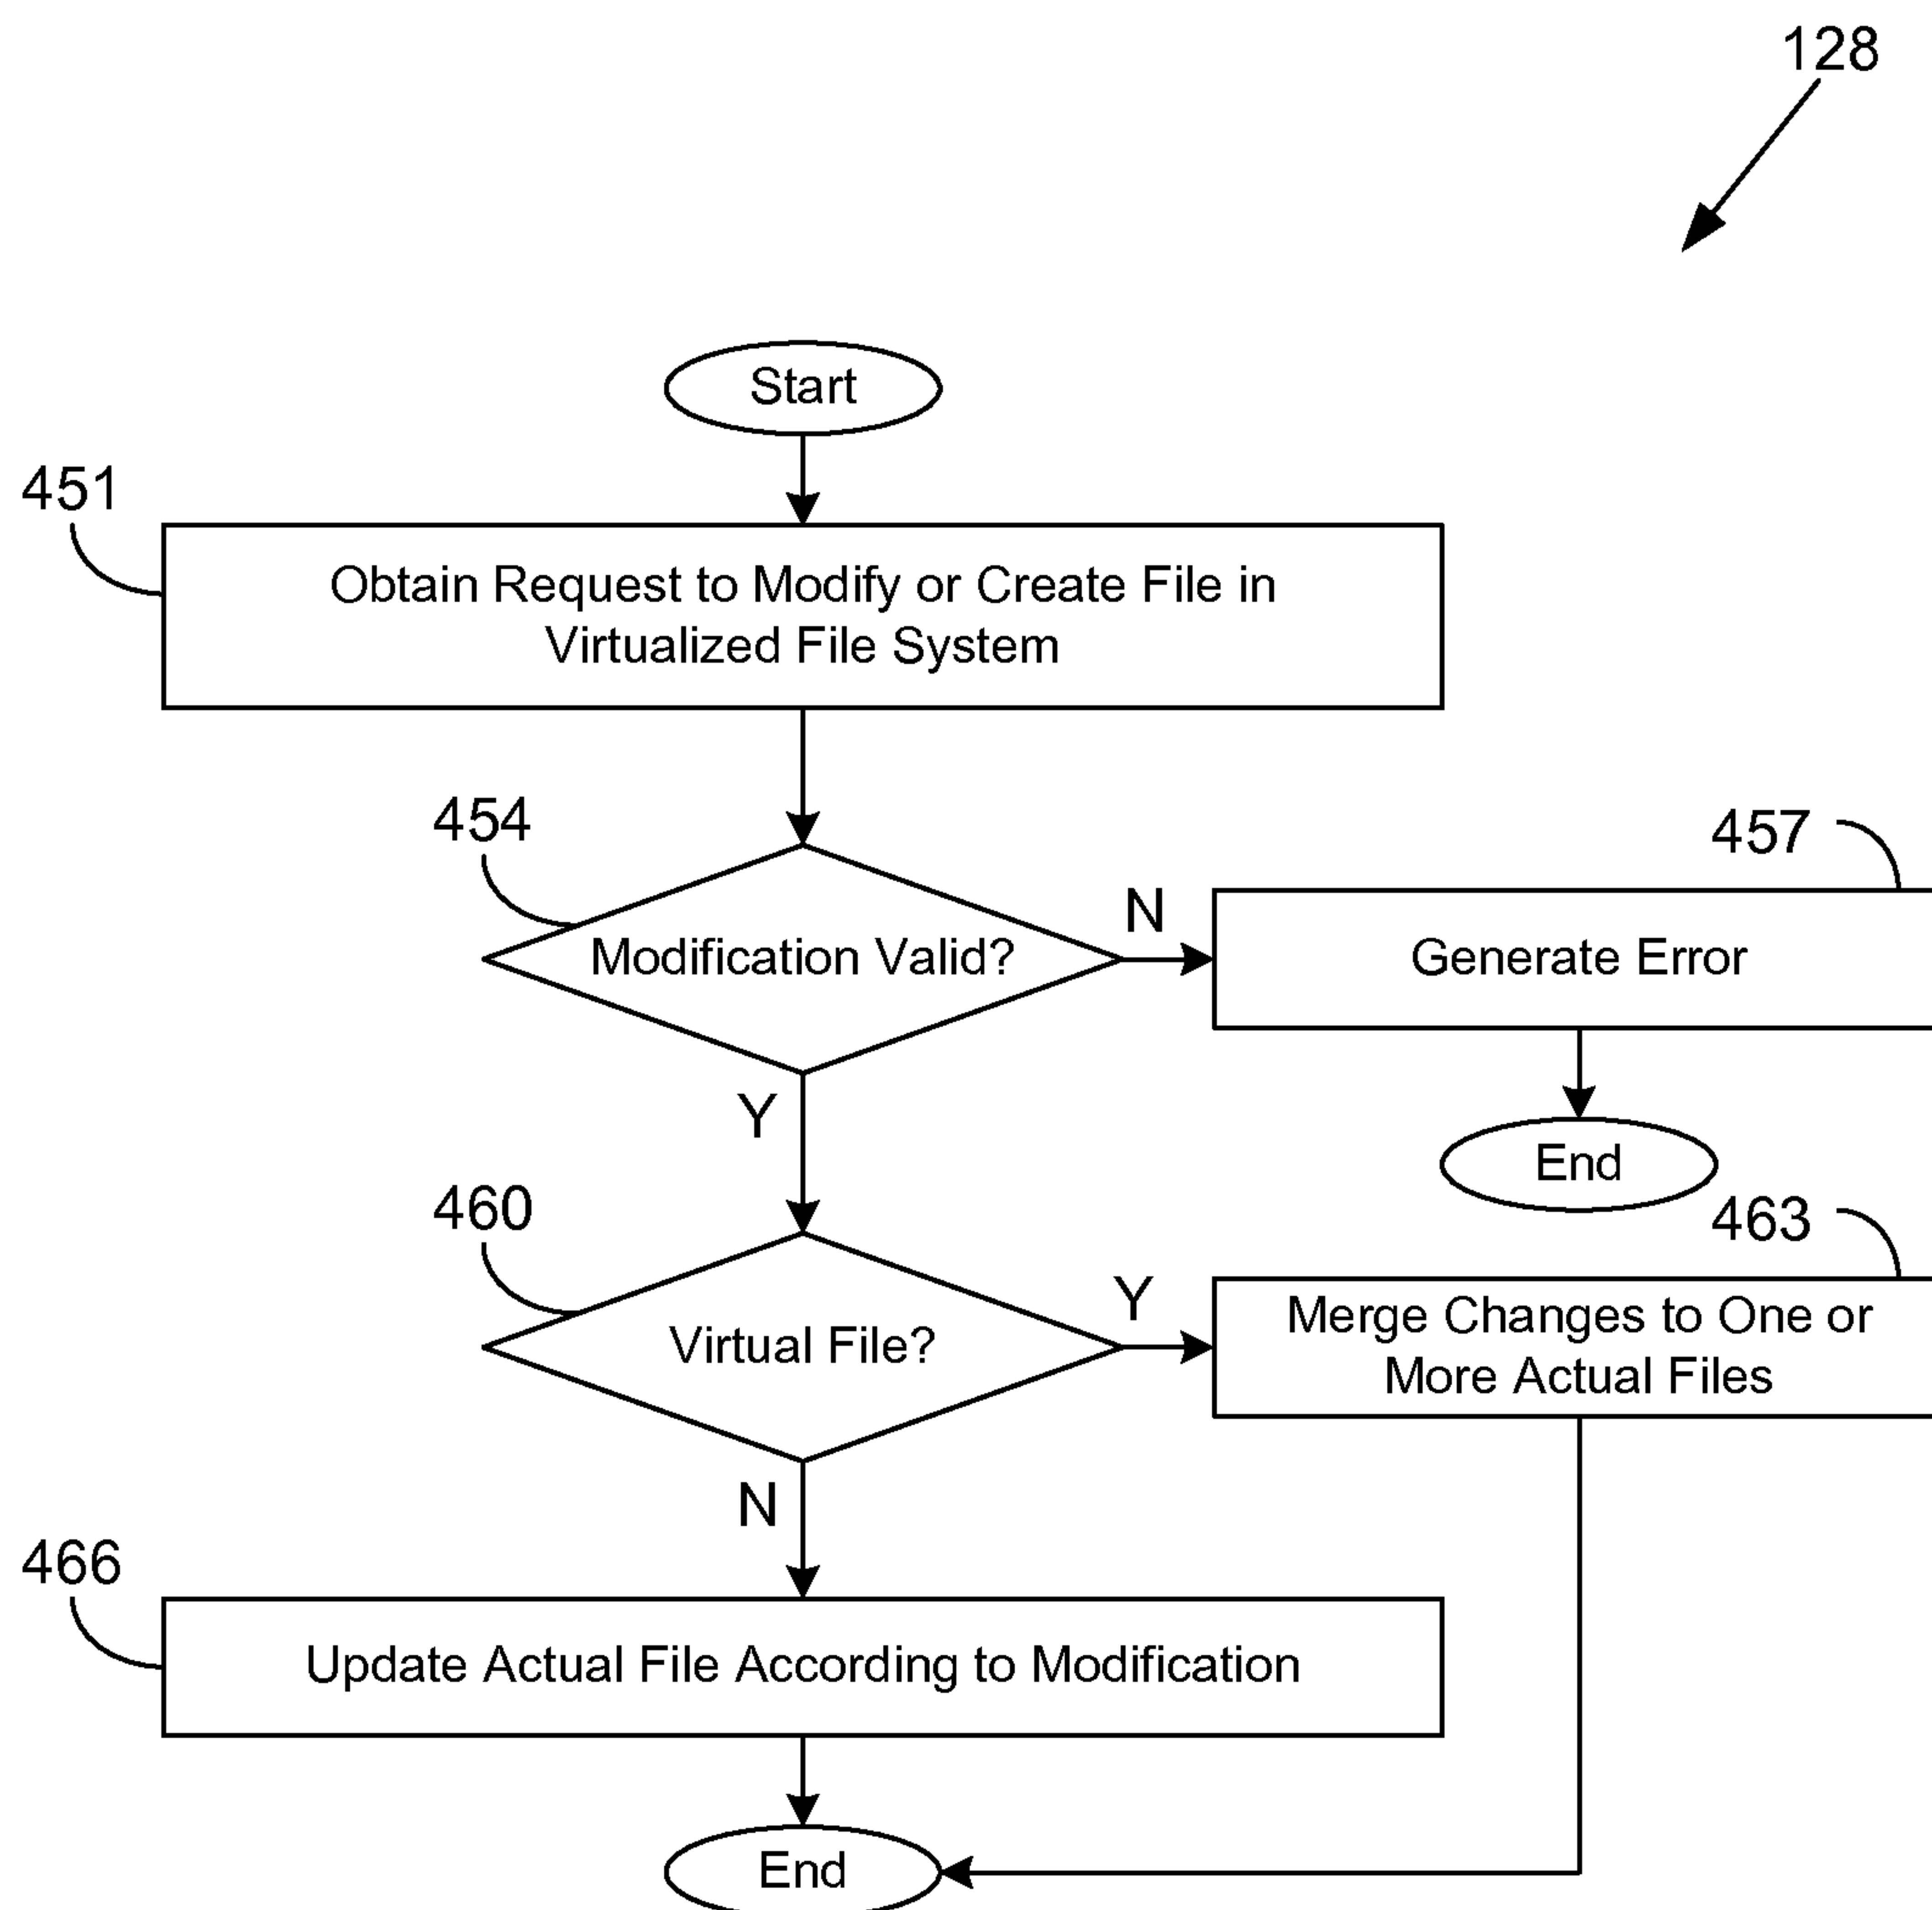 128
Start
451
Obtain Request to Modify or Create File in
Virtualized File System
454
Modification Valid?
N
457
Generate Error
End
Y
460
Virtual File?
Y
463
Merge Changes to One or
More Actual Files
N
466
Update Actual File According to Modification
End